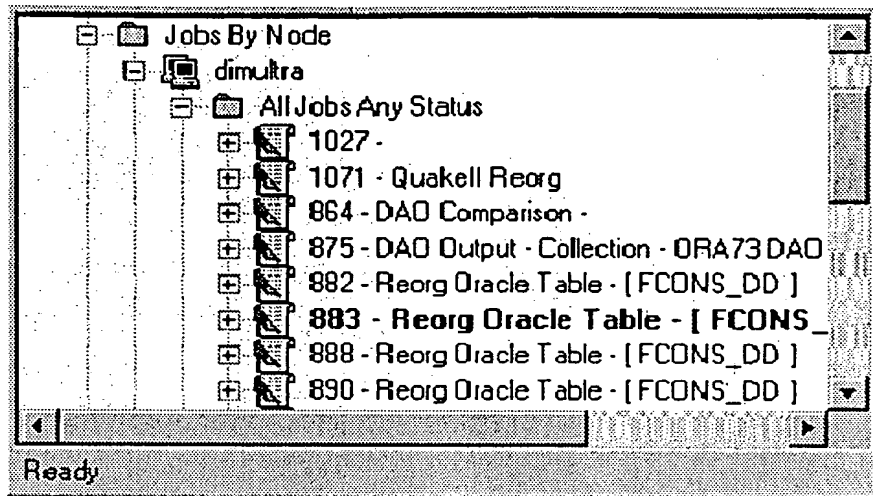 Jobs By Node
dimultra
All Jobs Any Status
1027 -
1071 - Quakell Reorg
864 - DAO Comparison -
875 - DAO Output - Collection - ORA73 DAO
882 - Reorg Oracle Table - [ FCONS_DD ]
883 - Reorg Oracle Table - [ FCONS_
888 - Reorg Oracle Table - [ FCONS_DD ]
890 - Reorg Oracle Table - [ FCONS_DD ]
Ready